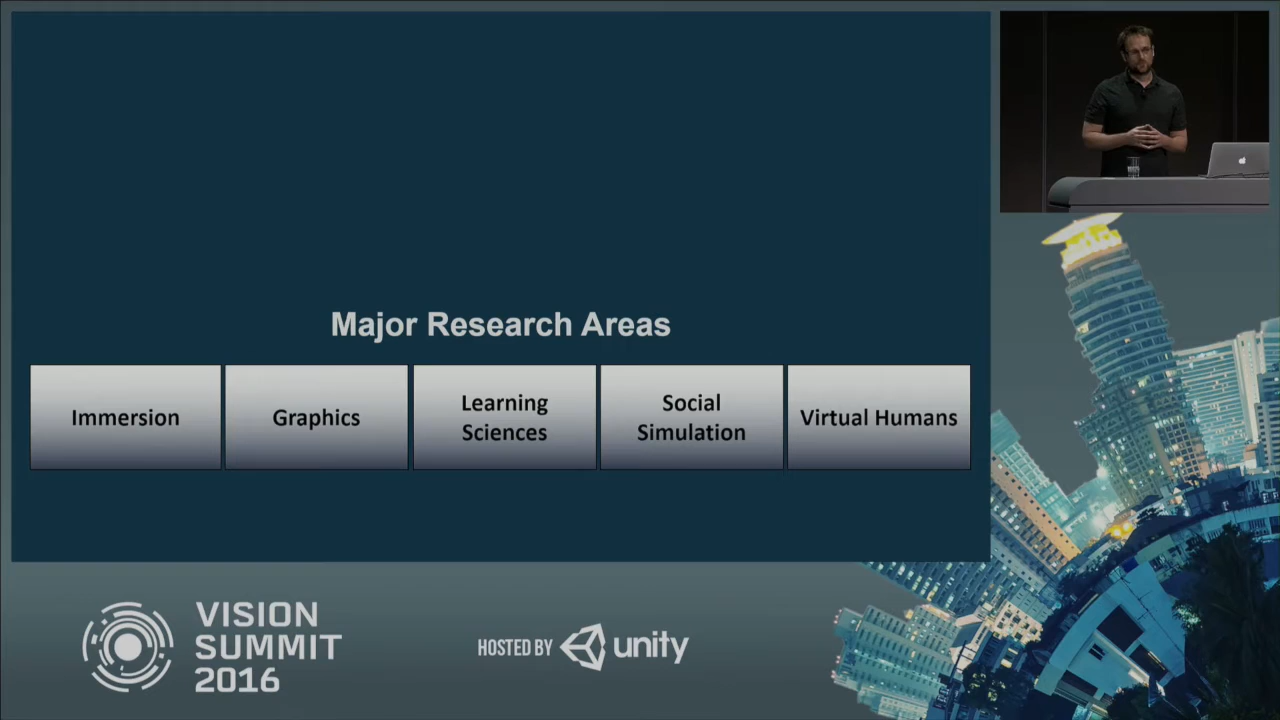 Major Research Areas
Immersion
Graphics
Learning
Sciences
Social
Simulation
Virtual Humans
VISION
SUMMIT
2016
HOSTED BY unity